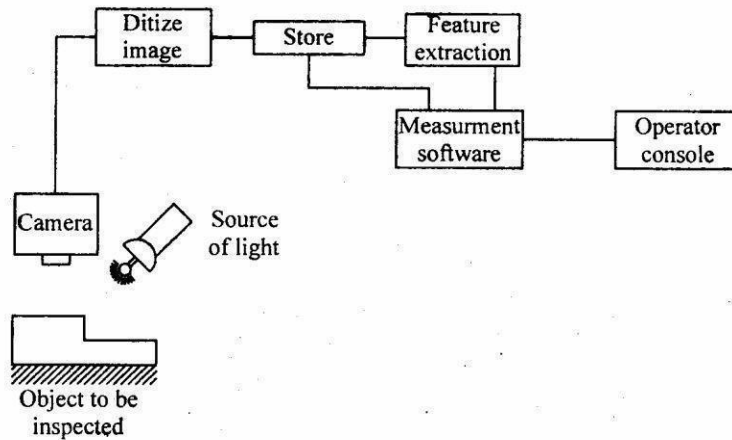 Ditize
image
Store
Feature
extraction
Measurment
software
Operator
console
Camera
Source
of light
Object to be
inspected